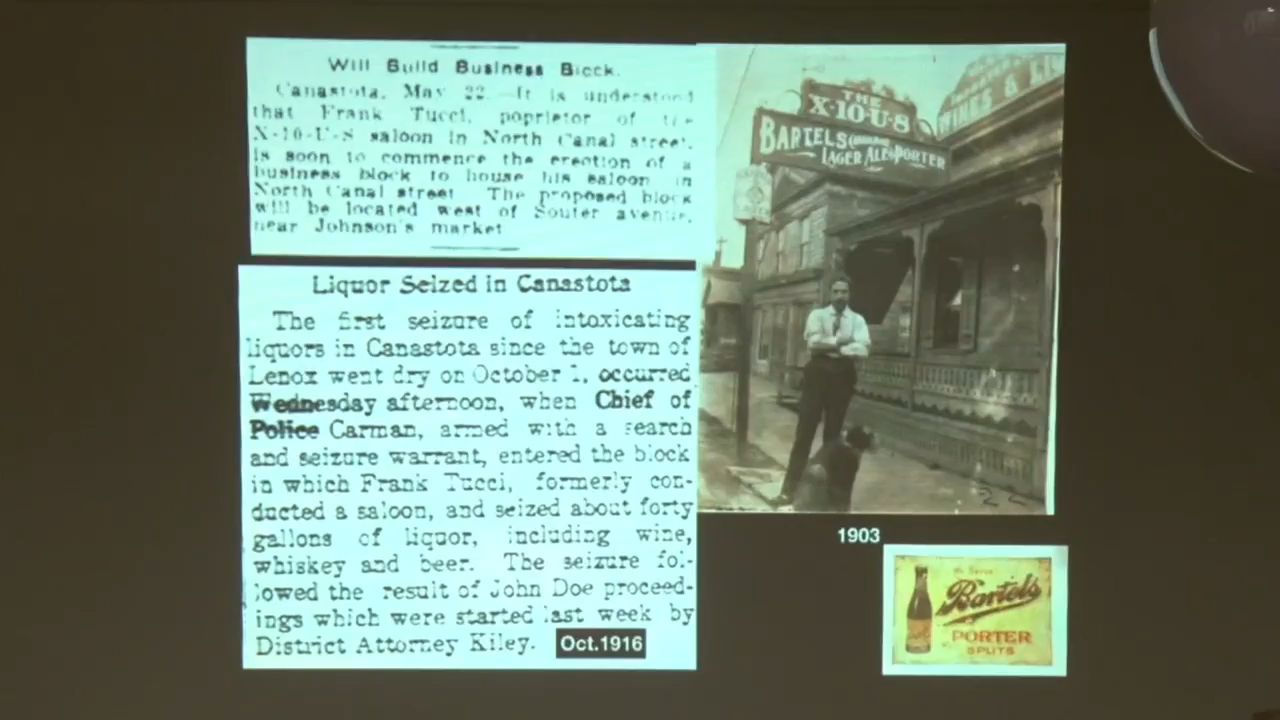 Will Build Business Block.
Canastota, May 22.—It is understood
that Frank Tucci, poprietor of the
X-10-U-S saloon in North Canal street,
is soon to commence the erection of a
business block to house his saloon in
North Canal street. The proposed block
will be located west of Souter avenue,
near Johnson's market
Liquor Seized in Canastota
The first seizure of intoxicating
liquors in Canastota since the town of
Lenox went dry on October 1, occurred
Wednesday afternoon, when Chief of
Police Carman, armed with a search
and seizure warrant, entered the block
in which Frank Tucci, formerly con-
ducted a saloon, and seized about forty
gallons of liquor, including wine,
whiskey and beer. The seizure fol-
lowed the result of John Doe proceed-
ings which were started last week by
District Attorney Kiley.
Oct.1916
THE
X-10-U-S
BARTELS
LAGER ALE & PORTER
WINES & LI
22
1903
We Serve
Bartels
PORTER
SPLITS